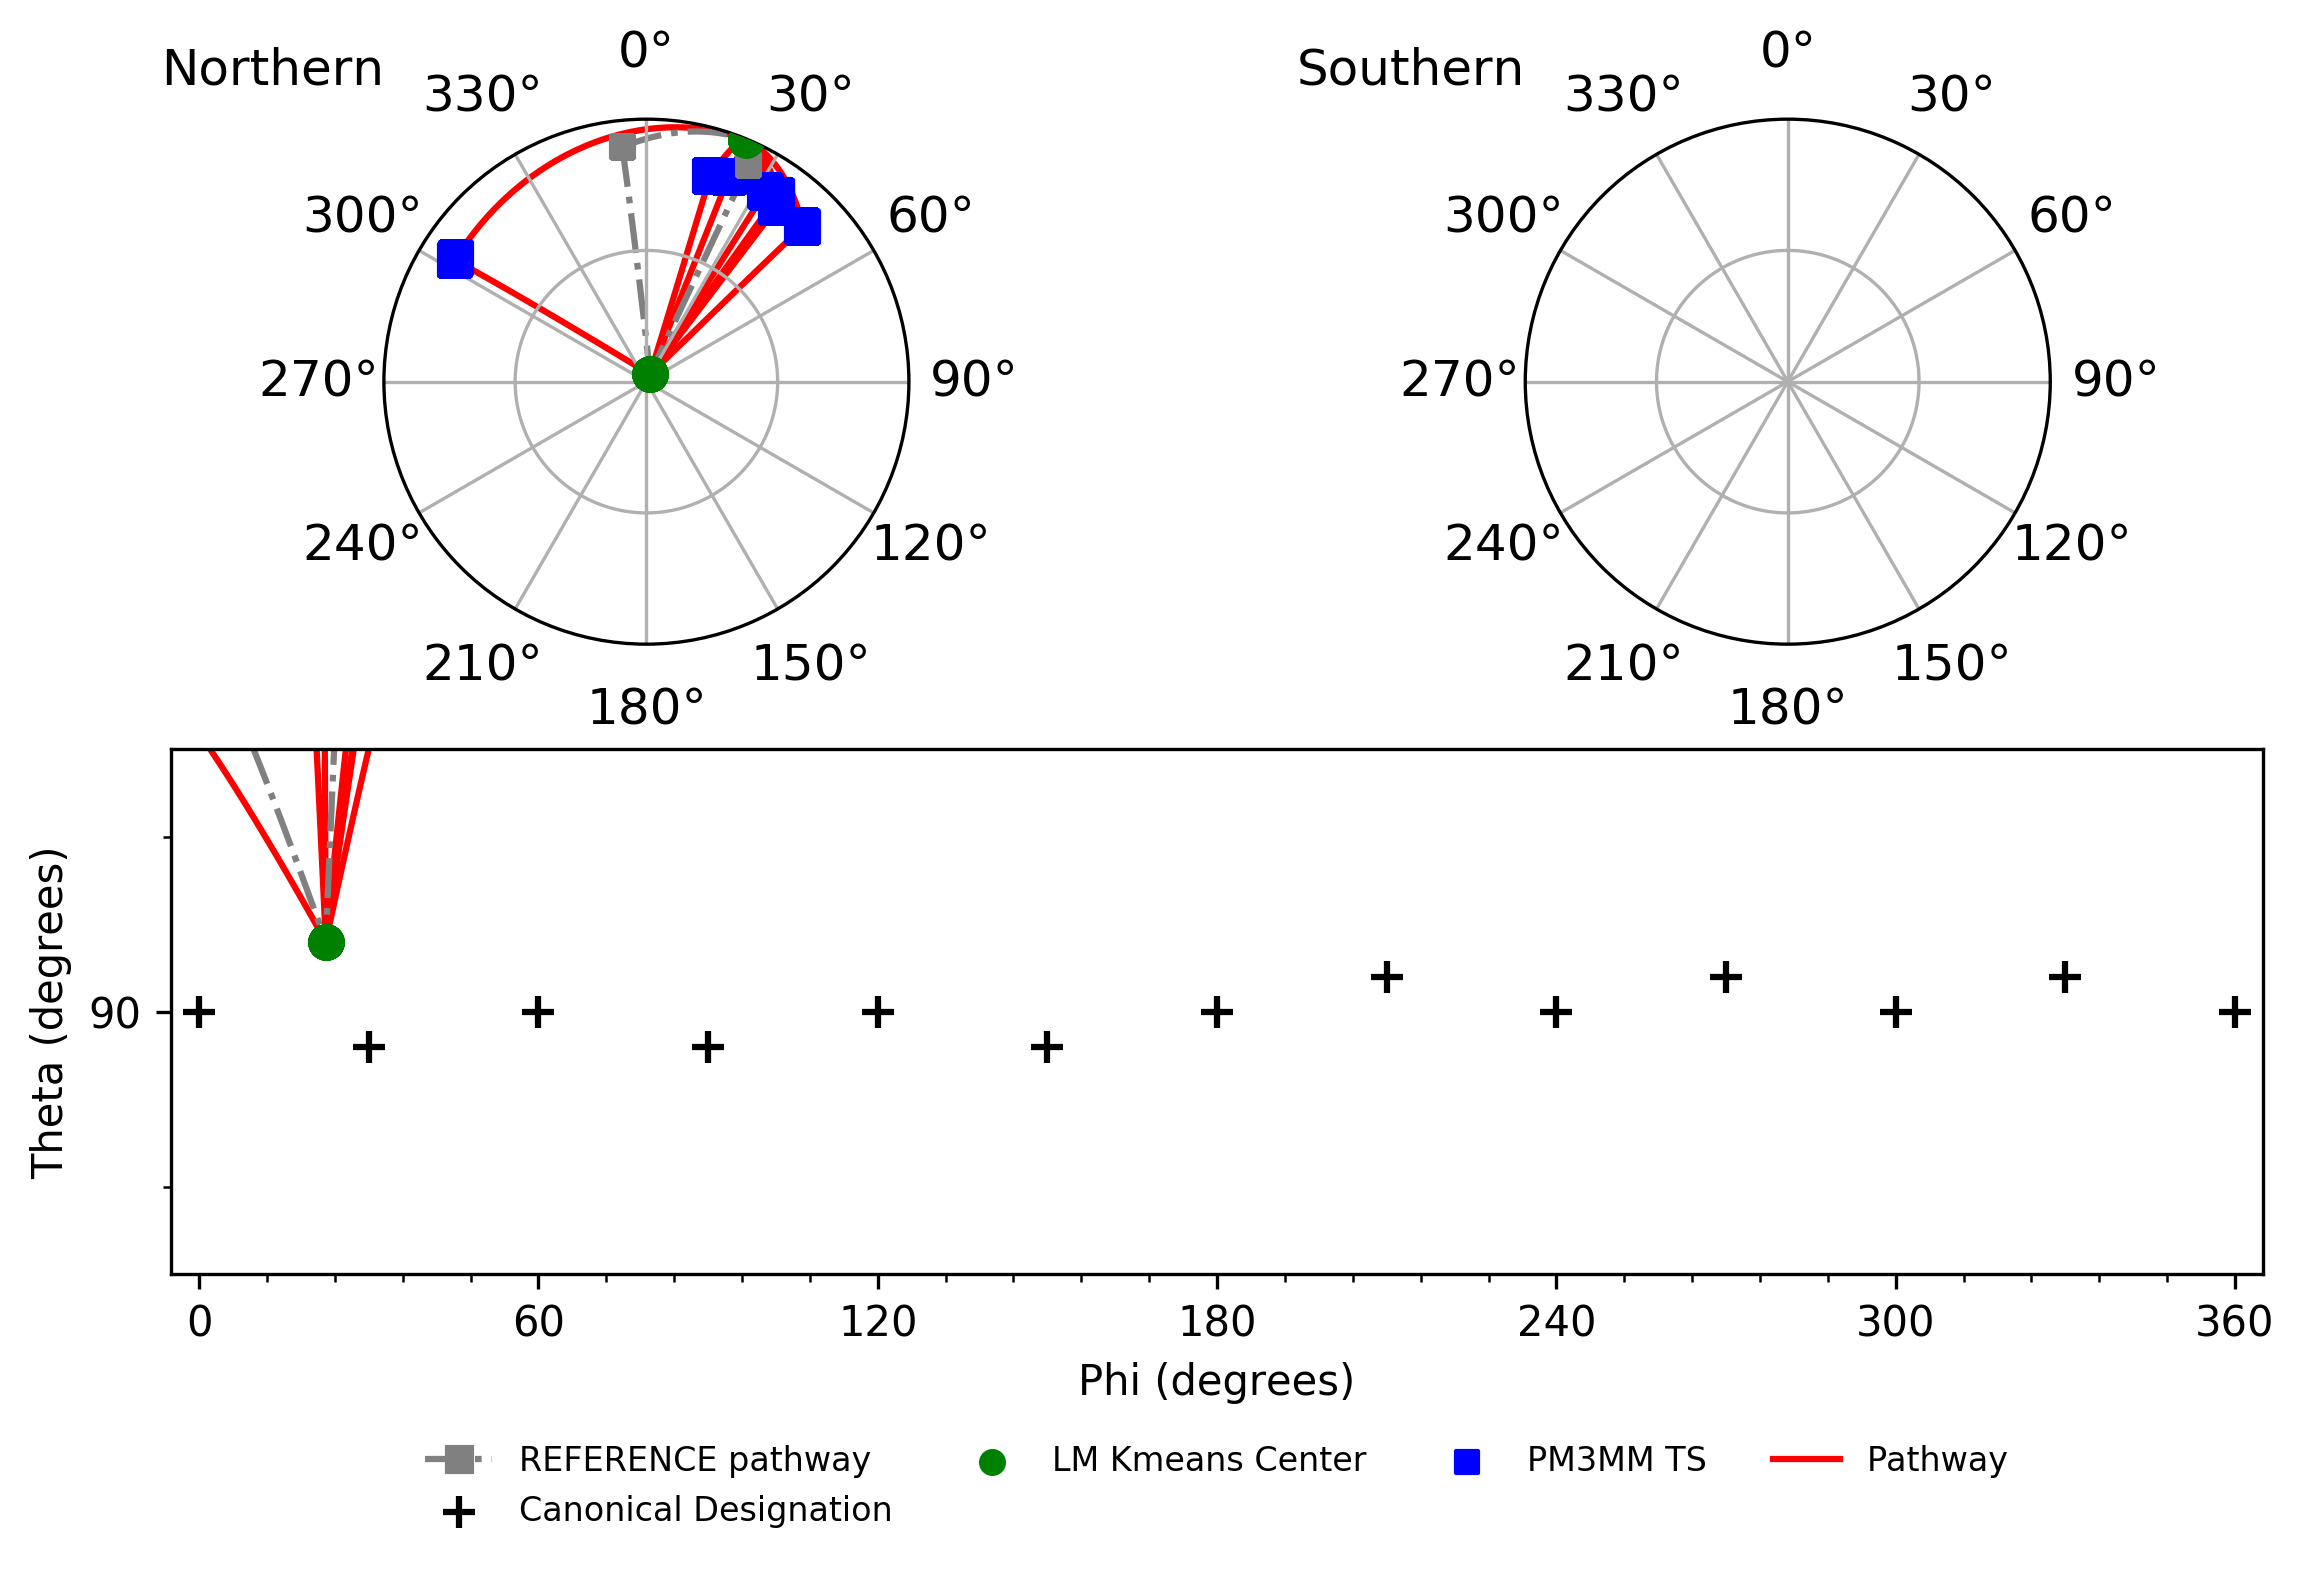 Northern
0°
30°
60°
90°
120°
150°
180°
210°
240°
270°
300°
330°
Southern
0°
30°
60°
90°
120°
150°
180°
210°
240°
270°
300°
330°
Theta (degrees)
90
0 60 120 180 240 300 360
Phi (degrees)
REFERENCE pathway
Canonical Designation
LM Kmeans Center
PM3MM TS
Pathway